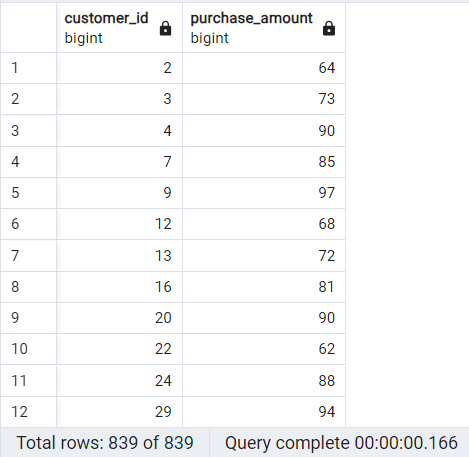 customer_id purchase_amount
bigint bigint
1 2 64
2 3 73
3 4 90
4 7 85
5 9 97
6 12 68
7 13 72
8 16 81
9 20 90
10 22 62
11 24 88
12 29 94
Total rows: 839 of 839 Query complete 00:00:00.166